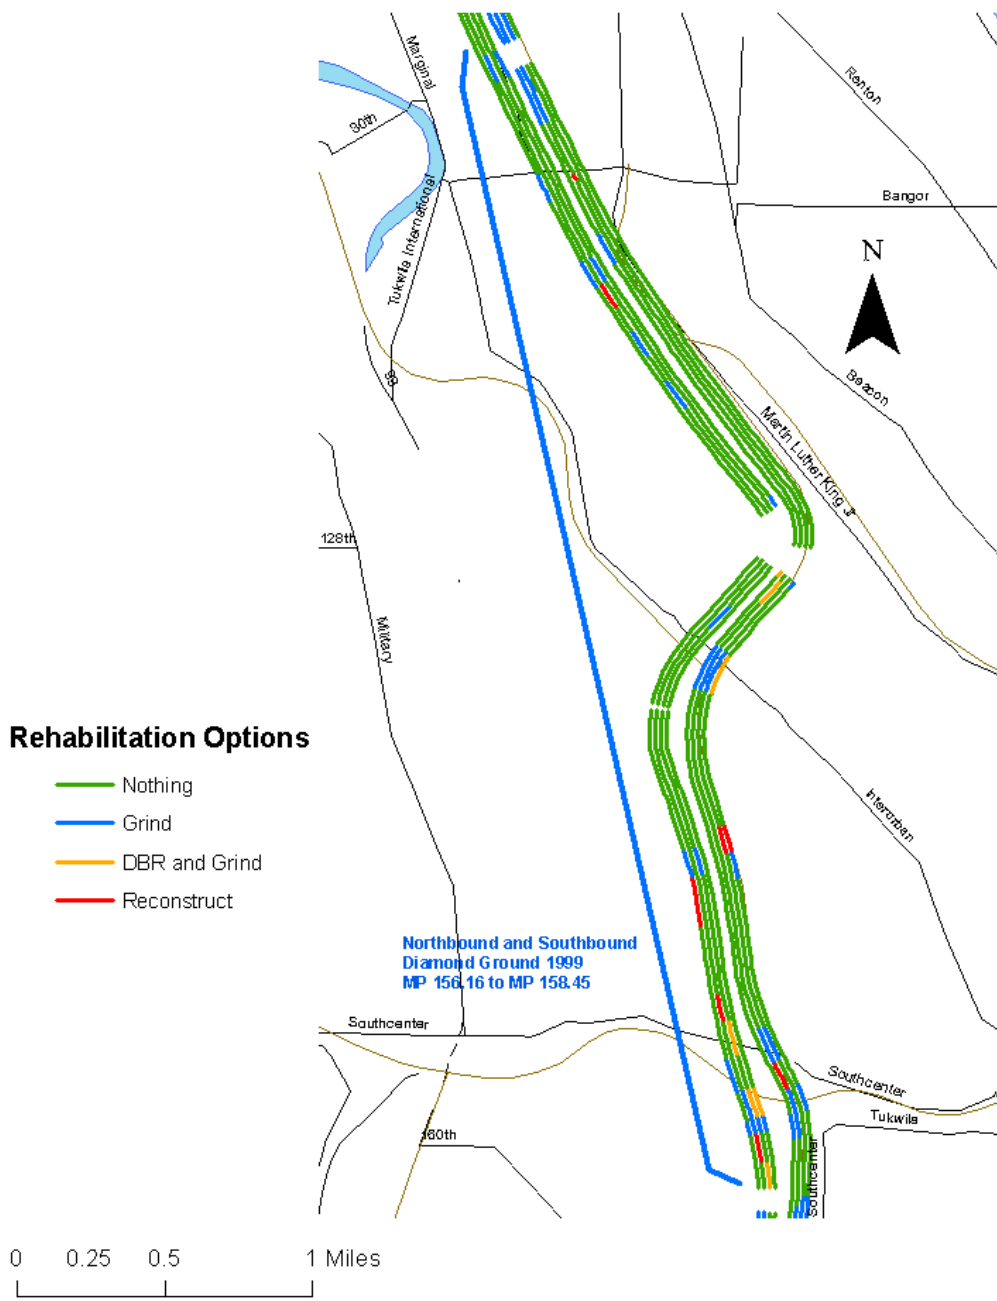 Marginal
Renton
30th
Bangor
Tukwila International
N
99
Beacon
Martin Luther King Jr
128th
Military
Rehabilitation Options
Nothing
Grind
DBR and Grind
Reconstruct
Interurban
Northbound and Southbound
Diamond Ground 1999
MP 156.16 to MP 158.45
Southcenter
Southcenter
Tukwila
160th
Southcenter
0 0.25 0.5 1 Miles